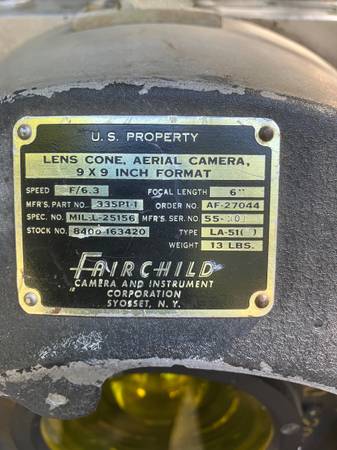 U.S. PROPERTY
LENS CONE, AERIAL CAMERA,
9 X 9 INCH FORMAT
SPEED F/6.3 FOCAL LENGTH 6"
MFR'S. PART NO. 335P1-1 ORDER NO. AF-27044
SPEC. NO. MIL-L-25156 MFR'S. SER. NO.
STOCK NO. 8400-163420 TYPE LA-51( )
WEIGHT 13 LBS.
FAIRCHILD
CAMERA AND INSTRUMENT
CORPORATION
SYOSSET, N.Y.